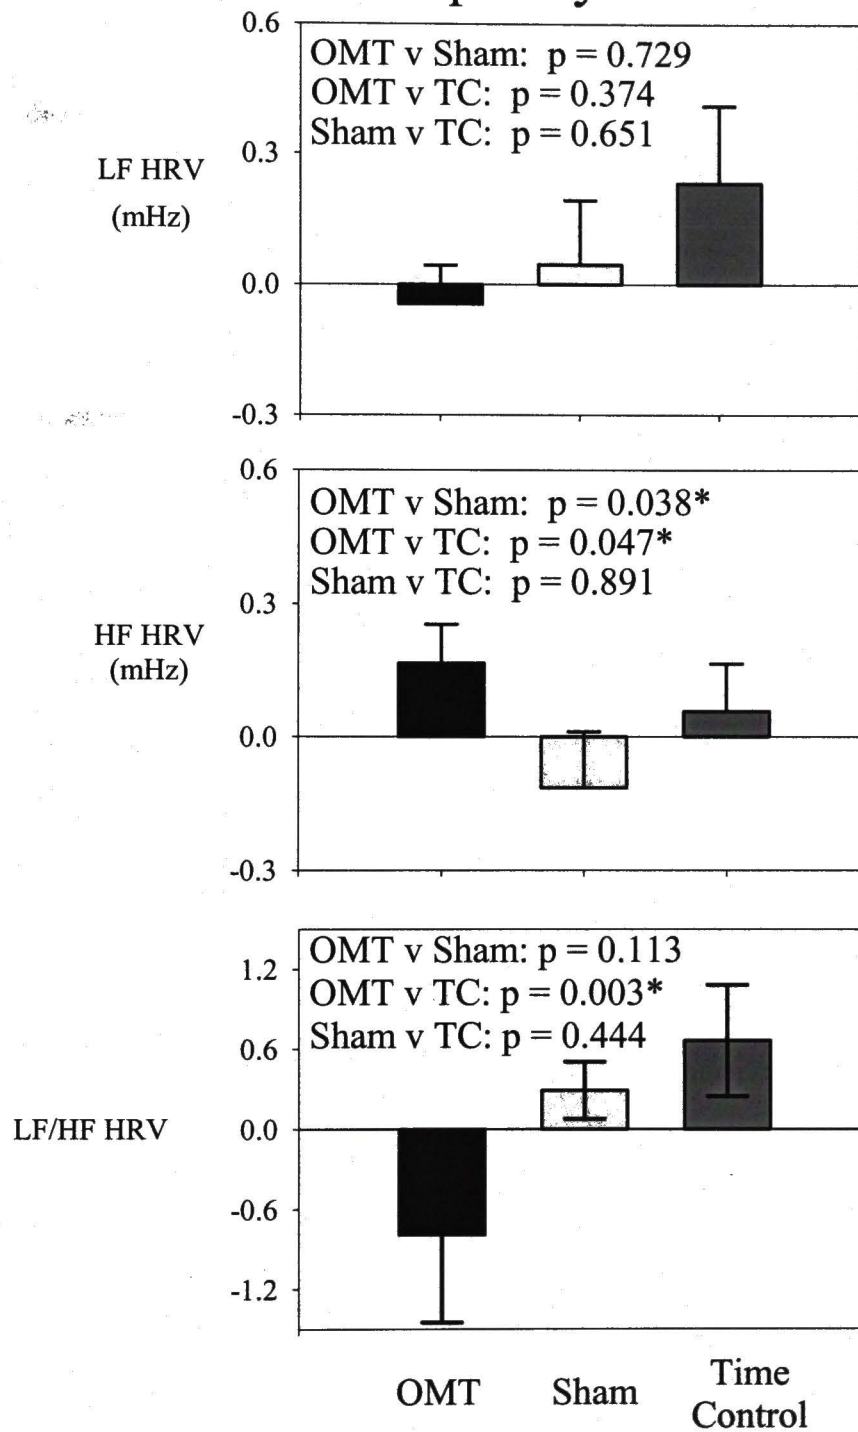 0.6
OMT v Sham: p = 0.729
OMT v TC: p = 0.374
Sham v TC: p = 0.651
0.3
LF HRV
(mHz)
0.0
-0.3
0.6
OMT v Sham: p = 0.038*
OMT v TC: p = 0.047*
Sham v TC: p = 0.891
0.3
HF HRV
(mHz)
0.0
-0.3
OMT v Sham: p = 0.113
1.2
OMT v TC: p = 0.003*
Sham v TC: p = 0.444
0.6
LF/HF HRV
0.0
-0.6
-1.2
OMT
Sham
Time
Control